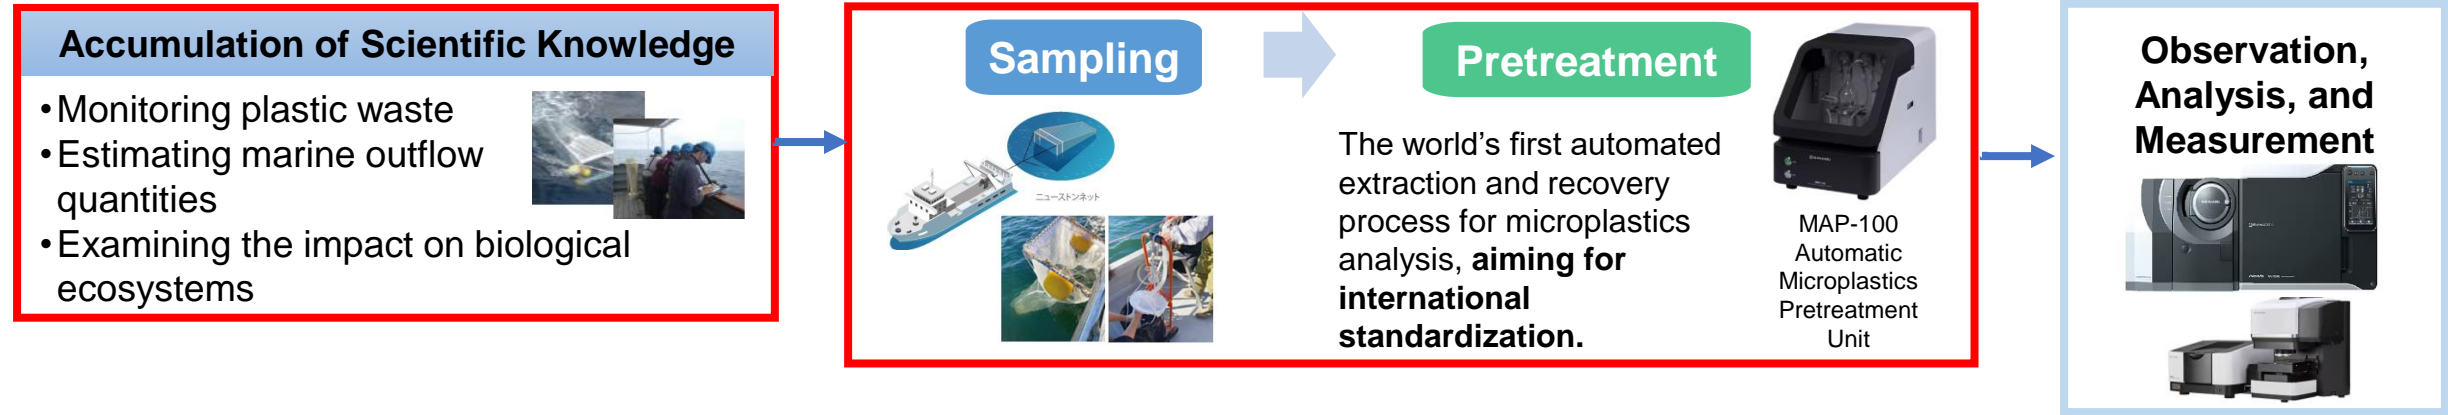 Accumulation of Scientific Knowledge
•Monitoring plastic waste
•Estimating marine outflow
quantities
•Examining the impact on biological
ecosystems
Sampling
ニューストンネット
Pretreatment
The world's first automated
extraction and recovery
process for microplastics
analysis, aiming for
international
standardization.
MAP-100
Automatic
Microplastics
Pretreatment
Unit
Observation,
Analysis, and
Measurement